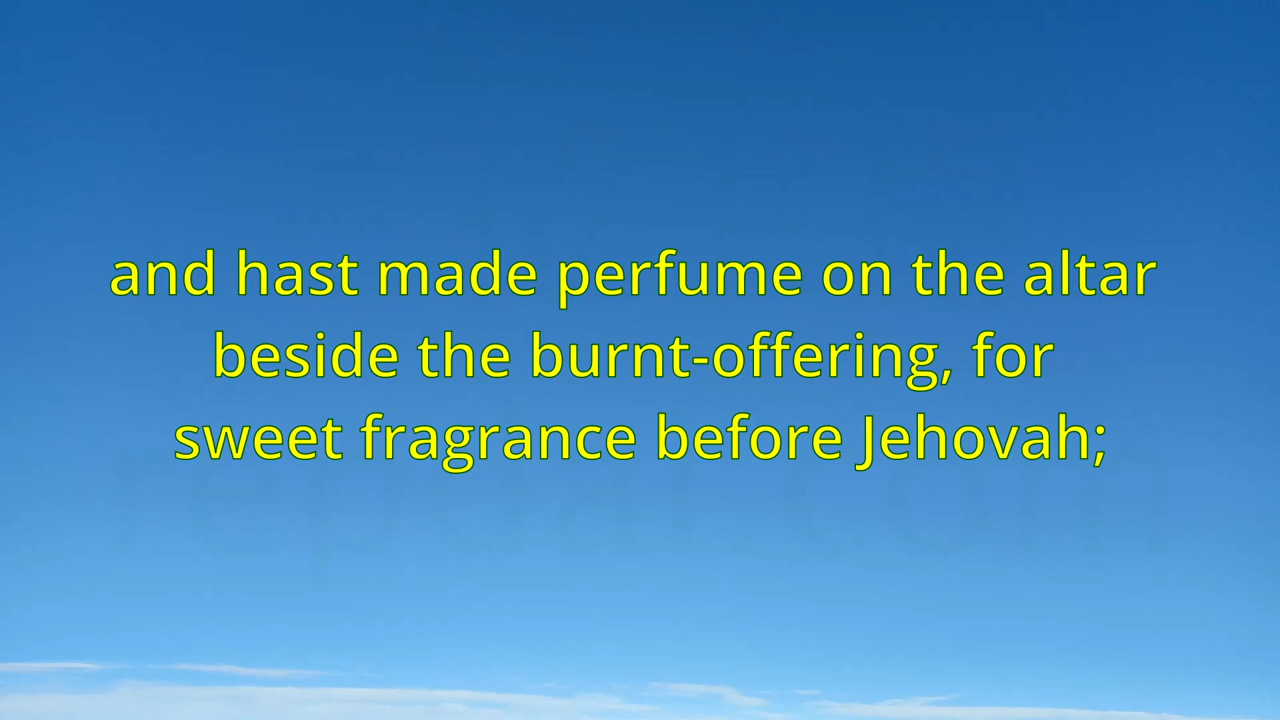 and hast made perfume on the altar
beside the burnt-offering, for
sweet fragrance before Jehovah;